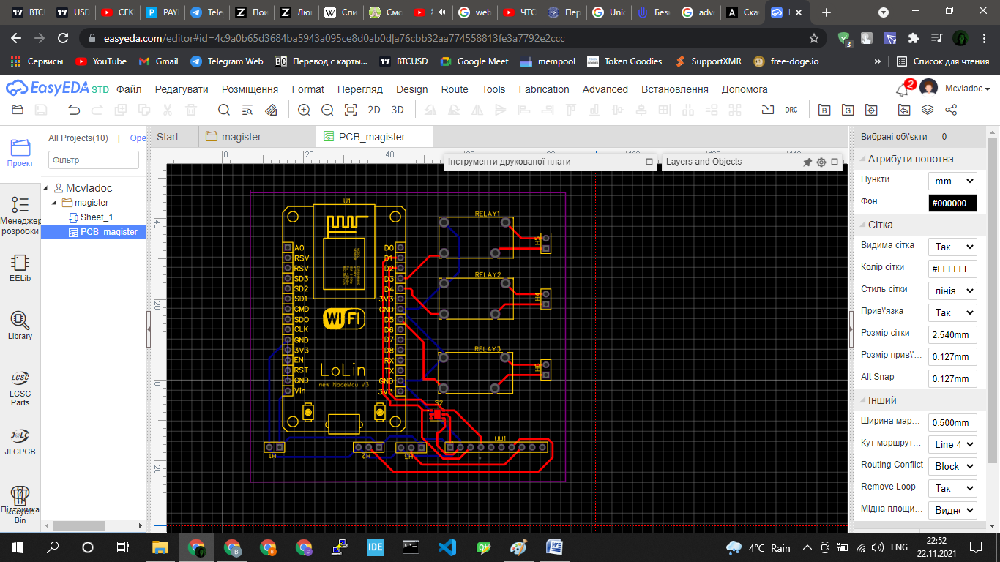 BTC
USD
СЕК
PAY
Tele
Пои
Лю
Спи
Смо
web
ЧТС
Пер
Unic
Без
adv
Ска
easyeda.com/editor#id=4c9a0b65d3684ba5943a095ce8d0ab0d|a76cbb32aa774558813fe3a7792e2ccc
3
Сервисы YouTube Gmail Telegram Web Перевод с карты... BTCUSD Google Meet mempool Token Goodies SupportXMR free-doge.io » Список для чтения
EasyEDA STD Файл Редагувати Розміщення Format Перегляд Design Route Tools Fabrication Advanced Встановлення Допомога 2 Mcvladoc
2D 3D DRC
All Projects(10) | Ope Start magister PCB_magister Вибрані об\'єкти 0
Фільтр
Проект
Mcvladoc
magister
Sheet_1
PCB_magister
Менеджер
розробки
EELib
Library
LCSC
Parts
JLCPCB
Підтримка
Recycle
Bin
0 20 40
Інструменти друкованої плати Layers and Objects
40
20
0
-20
U1
A0
RSV
RSV
SD3
SD2
SD1
CMD
SDO
CLK
GND
3V3
EN
RST
GND
Vin
D0
D1
D2
D3
D4
3V3
GND
D5
D6
D7
D8
RX
TX
GND
3V3
WiFi
LoLin
new NodeMcu V3
RELAY1
H5
RELAY2
H4
RELAY3
H6
S2
UU1
H1
H2
H3
Атрибути полотна
Пункти mm
Фон #000000
Сітка
Видима сітка Так
Колір сітки #FFFFFF
Стиль сітки лінія
Прив\'язка Так
Розмір сітки 2.540mm
Розмір прив\'... 0.127mm
Alt Snap 0.127mm
Інший
Ширина мар... 0.500mm
Кут маршрут... Line 4
Routing Conflict Block
Remove Loop Так
Мідна площи... Видн
IDE 4°C Rain ENG 22:52
22.11.2021